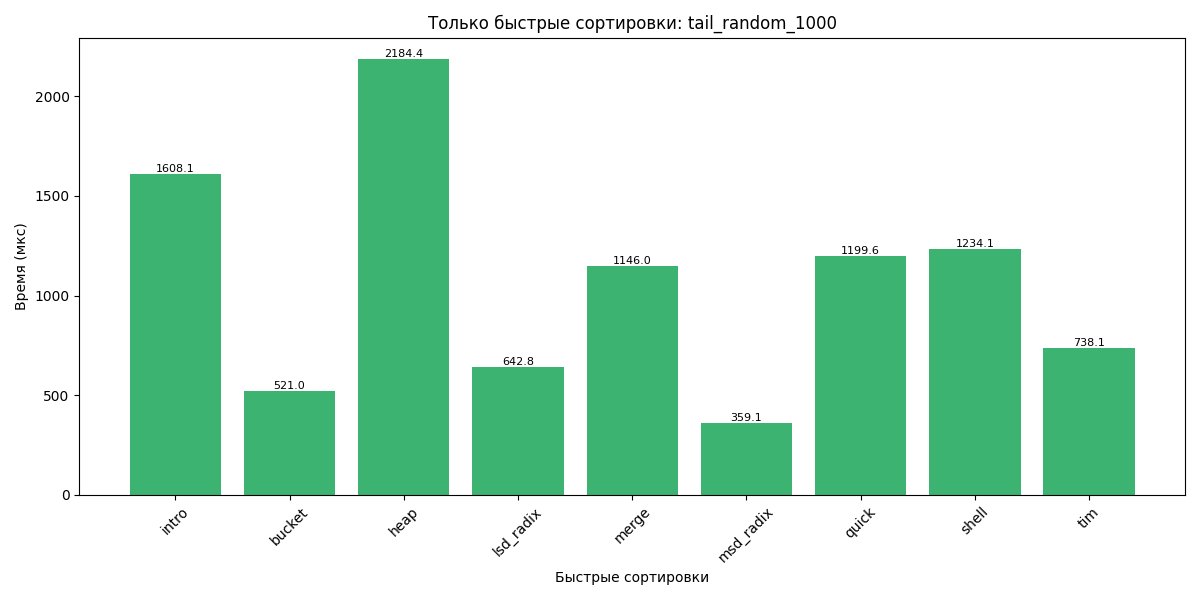 Только быстрые сортировки: tail_random_1000
Время (мкс)
2000
1500
1000
500
0
1608.1
521.0
2184.4
642.8
1146.0
359.1
1199.6
1234.1
738.1
intro
bucket
heap
lsd_radix
merge
msd_radix
quick
shell
tim
Быстрые сортировки